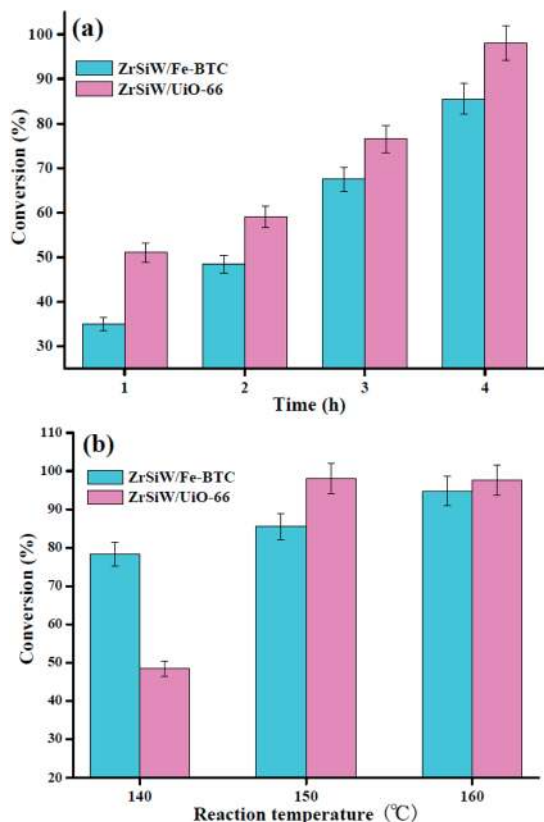 (a)
ZrSiW/Fe-BTC
ZrSiW/UiO-66
Conversion (%)
100
90
80
70
60
50
40
30
1 2 3 4
Time (h)
(b)
ZrSiW/Fe-BTC
ZrSiW/UiO-66
Conversion (%)
110
100
90
80
70
60
50
40
30
20
140 150 160
Reaction temperature (℃)